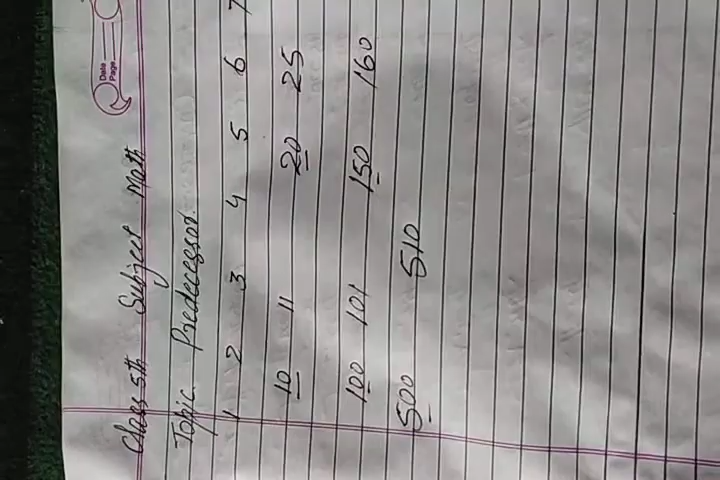 Date
Page
Class 5th Subject Math
Topic Predecessor
1 2 3 4 5 6 7
10 11 20 25
100 101 150 160
500 510